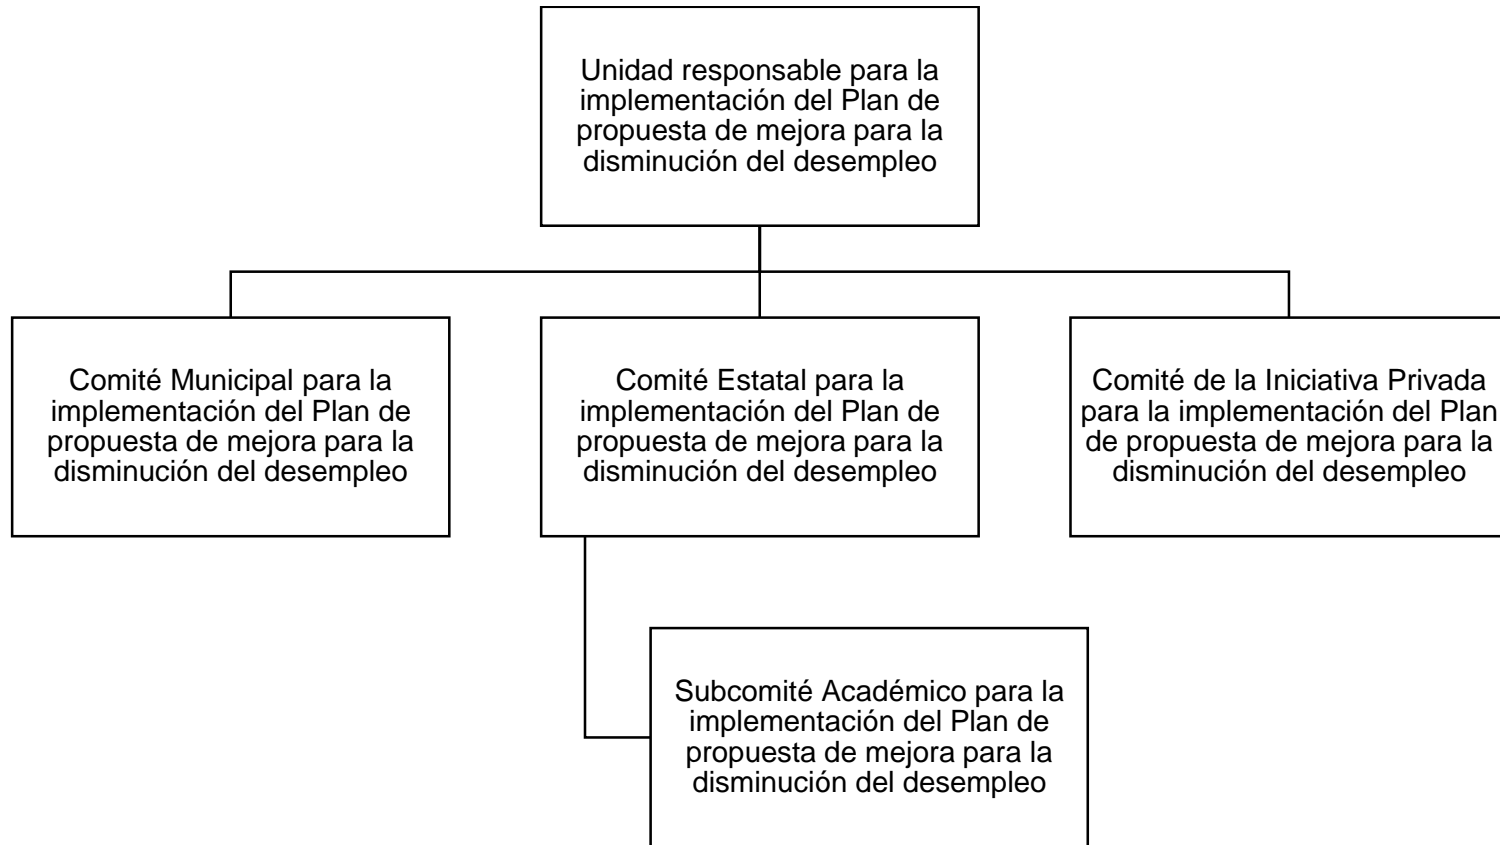 Unidad responsable para la
implementación del Plan de
propuesta de mejora para la
disminución del desempleo
Comité Municipal para la
implementación del Plan de
propuesta de mejora para la
disminución del desempleo
Comité Estatal para la
implementación del Plan de
propuesta de mejora para la
disminución del desempleo
Comité de la Iniciativa Privada
para la implementación del Plan
de propuesta de mejora para la
disminución del desempleo
Subcomité Académico para la
implementación del Plan de
propuesta de mejora para la
disminución del desempleo